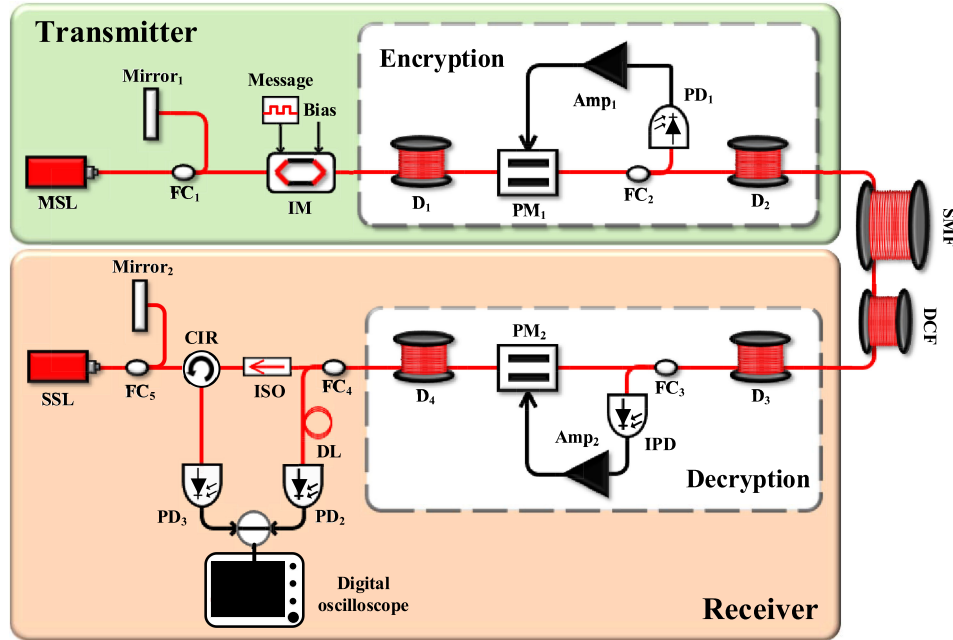 Transmitter
Encryption
Mirror₁
Message
Bias
Amp₁
PD₁
MSL
FC₁
IM
D₁
PM₁
FC₂
D₂
SMF
DCF
Mirror₂
CIR
PM₂
SSL
FC₅
ISO
FC₄
D₄
FC₃
D₃
DL
Amp₂
IPD
Decryption
PD₃
PD₂
Digital
oscilloscope
Receiver